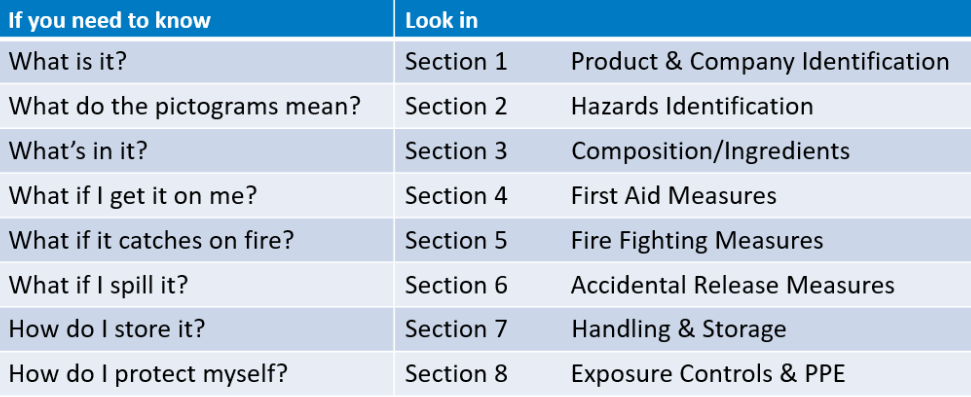 If you need to know Look in
What is it? Section 1 Product & Company Identification
What do the pictograms mean? Section 2 Hazards Identification
What’s in it? Section 3 Composition/Ingredients
What if I get it on me? Section 4 First Aid Measures
What if it catches on fire? Section 5 Fire Fighting Measures
What if I spill it? Section 6 Accidental Release Measures
How do I store it? Section 7 Handling & Storage
How do I protect myself? Section 8 Exposure Controls & PPE